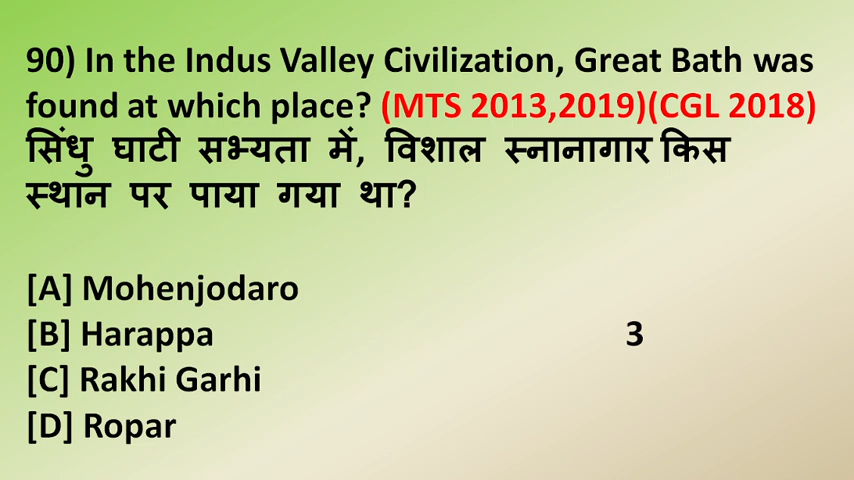 90) In the Indus Valley Civilization, Great Bath was
found at which place? (MTS 2013,2019)(CGL 2018)
सिंधु घाटी सभ्यता में, विशाल स्नानागार किस
स्थान पर पाया गया था?
[A] Mohenjodaro
[B] Harappa 3
[C] Rakhi Garhi
[D] Ropar